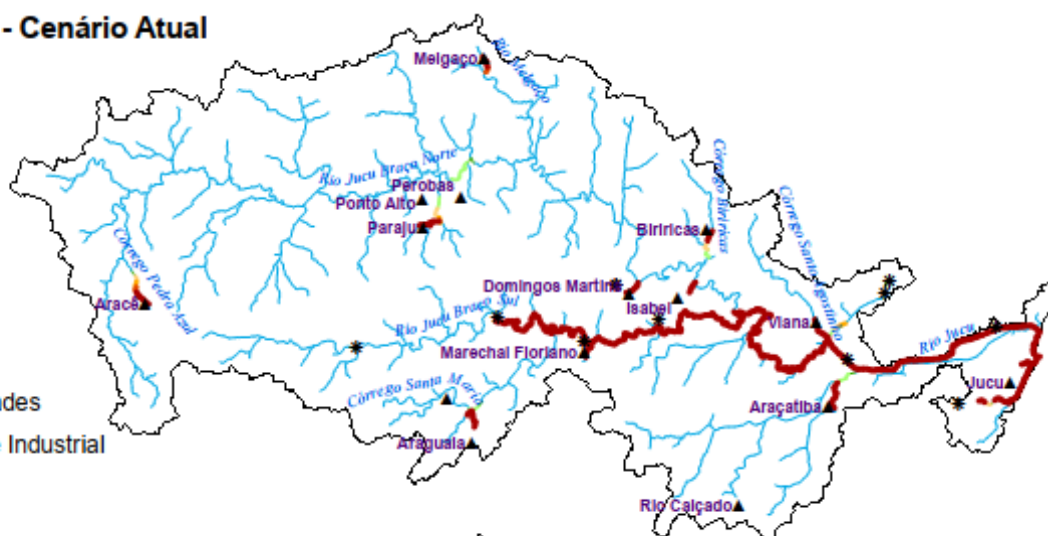 - Cenário Atual
Melgaço
Rio Melgaço
Rio Jucu Braço Norte
Perobas
Ponto Alto
Paraju
Córrego Biriricas
Biriricas
Córrego Santo Agostinho
Córrego Pedra Azul
Aracê
Domingos Martins
Isabel
Viana
Rio Jucu Braço Sul
Marechal Floriano
Rio Jucu
Jucu
Córrego Santa Maria
Araçatiba
Araguaia
ades
e Industrial
Rio Calçado